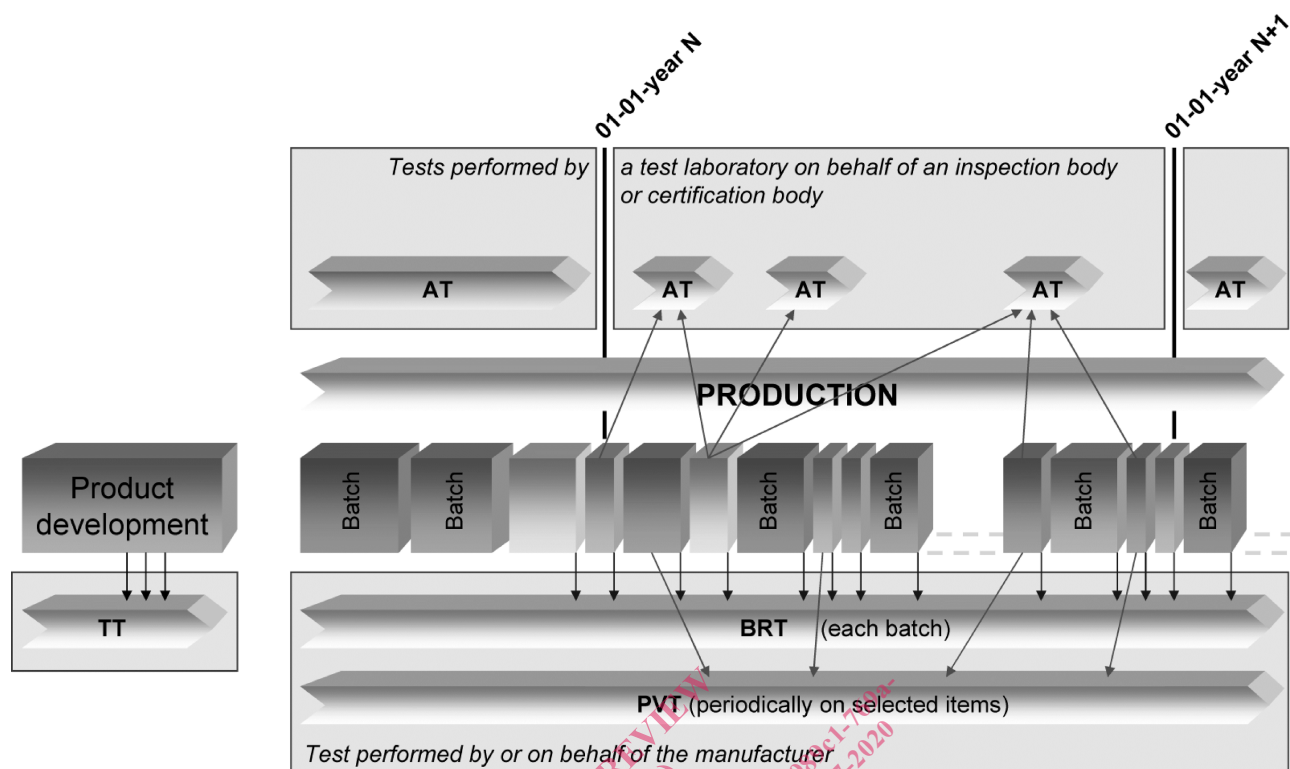 01-01-year N
01-01-year N+1
Tests performed by
a test laboratory on behalf of an inspection body
or certification body
AT
AT
AT
AT
AT
PRODUCTION
Product
development
Batch
Batch
Batch
Batch
Batch
Batch
TT
BRT (each batch)
PVT (periodically on selected items)
Test performed by or on behalf of the manufacturer
REVIEW
-2020